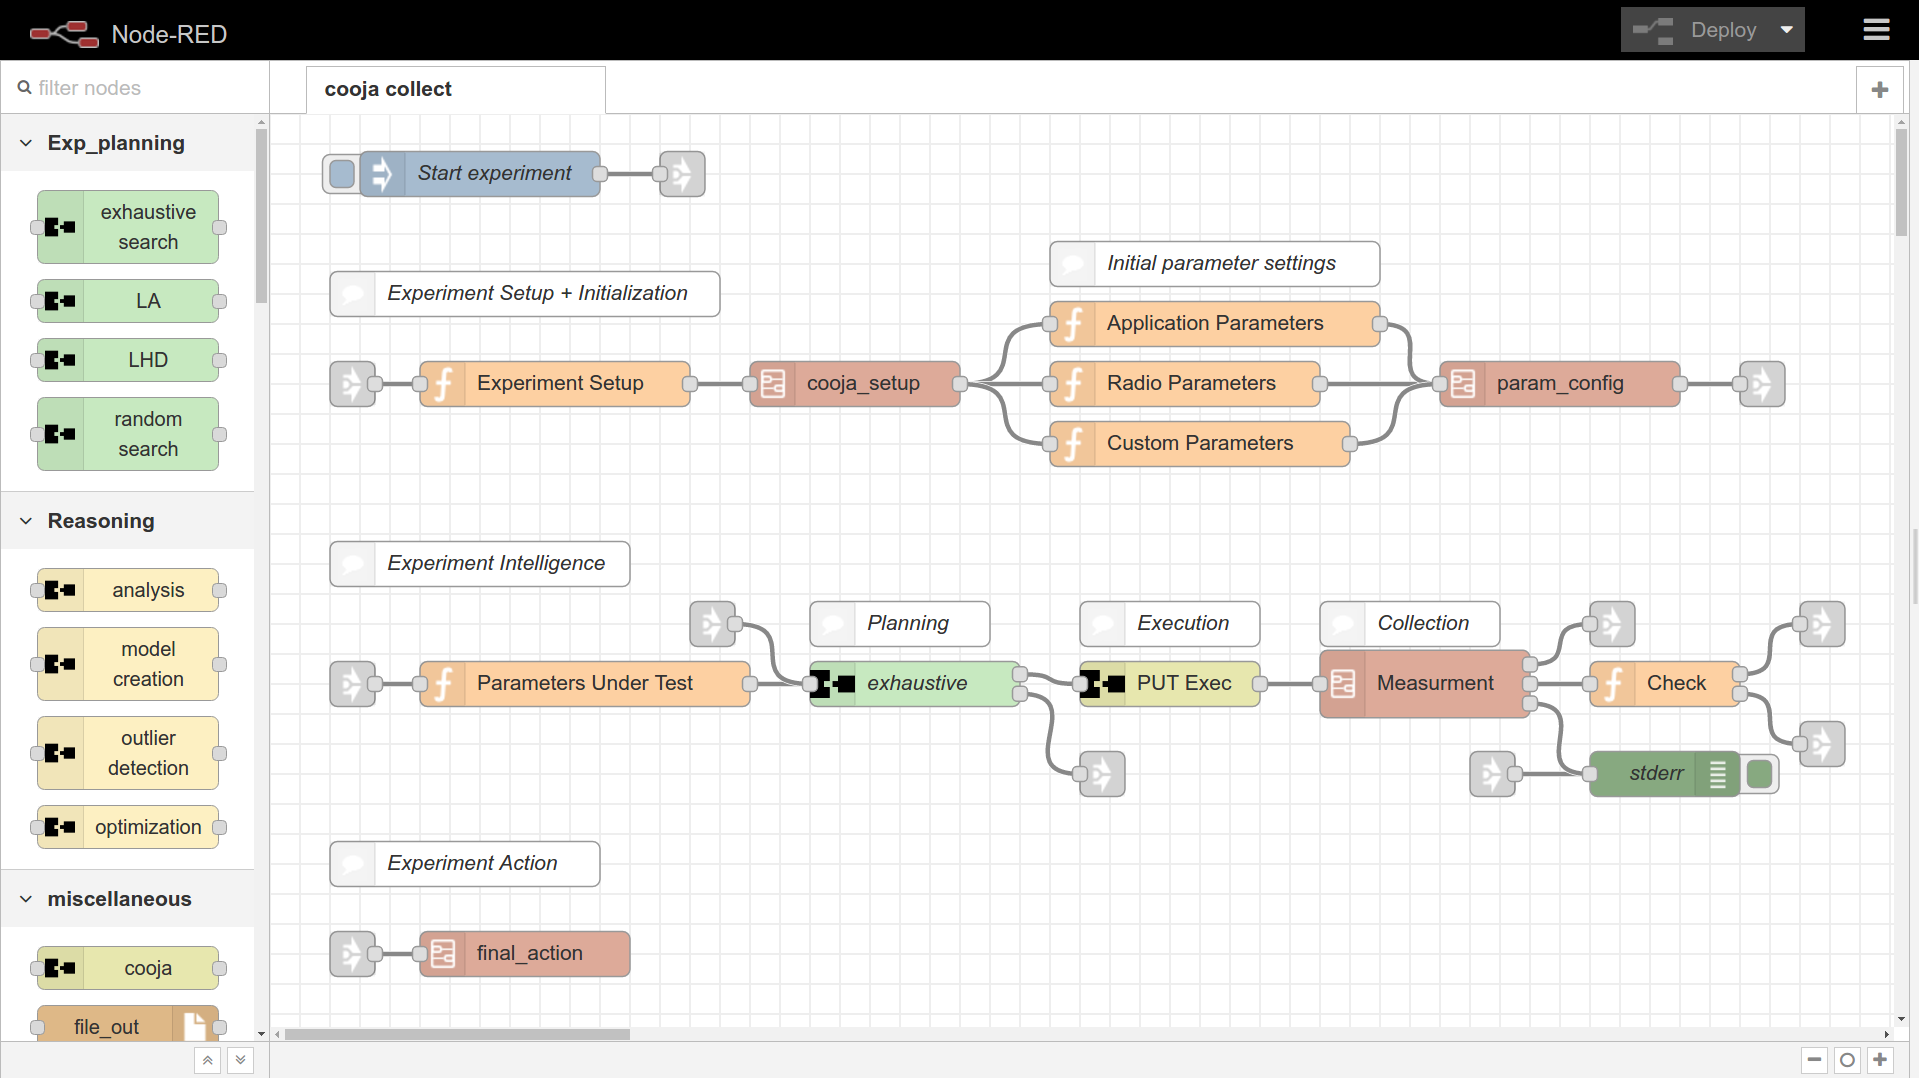 Node-RED
Deploy
filter nodes
cooja collect
Exp_planning
exhaustive
search
LA
LHD
random
search
Reasoning
analysis
model
creation
outlier
detection
optimization
miscellaneous
cooja
file_out
Start experiment
Experiment Setup + Initialization
Initial parameter settings
Application Parameters
Experiment Setup
cooja_setup
Radio Parameters
param_config
Custom Parameters
Experiment Intelligence
Planning
Execution
Collection
Parameters Under Test
exhaustive
PUT Exec
Measurment
Check
stderr
Experiment Action
final_action